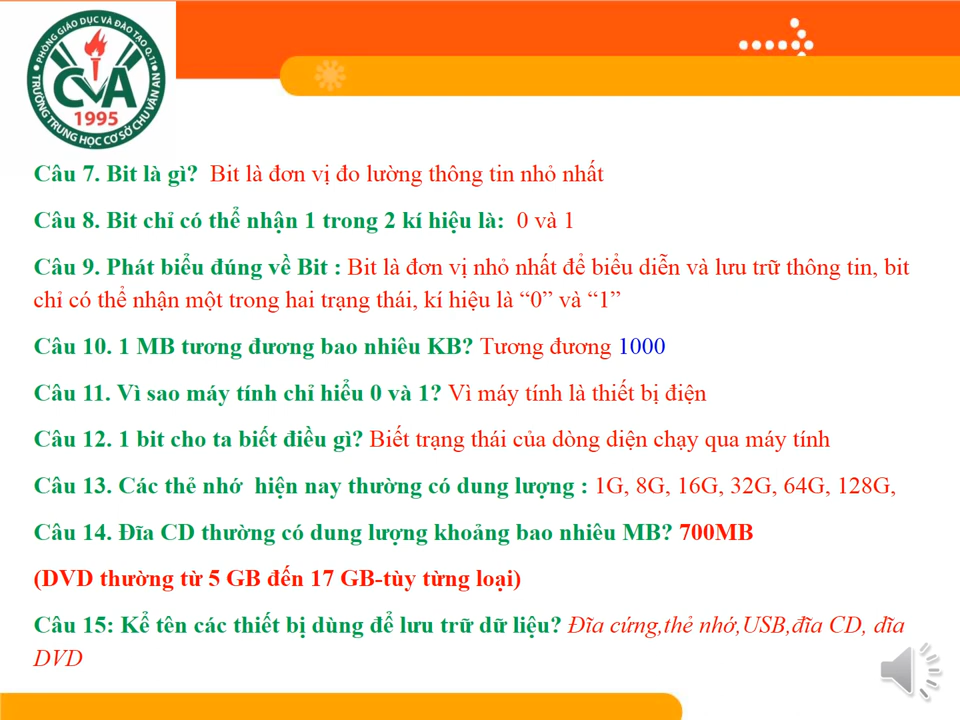 PHÒNG GIÁO DỤC VÀ ĐÀO TẠO Q.11
CVA
1995
TRƯỜNG TRUNG HỌC CƠ SỞ CHU VĂN AN
Câu 7. Bit là gì? Bit là đơn vị đo lường thông tin nhỏ nhất
Câu 8. Bit chỉ có thể nhận 1 trong 2 kí hiệu là: 0 và 1
Câu 9. Phát biểu đúng về Bit : Bit là đơn vị nhỏ nhất để biểu diễn và lưu trữ thông tin, bit
chỉ có thể nhận một trong hai trạng thái, kí hiệu là “0” và “1”
Câu 10. 1 MB tương đương bao nhiêu KB? Tương đương 1000
Câu 11. Vì sao máy tính chỉ hiểu 0 và 1? Vì máy tính là thiết bị điện
Câu 12. 1 bit cho ta biết điều gì? Biết trạng thái của dòng diện chạy qua máy tính
Câu 13. Các thẻ nhớ hiện nay thường có dung lượng : 1G, 8G, 16G, 32G, 64G, 128G,
Câu 14. Đĩa CD thường có dung lượng khoảng bao nhiêu MB? 700MB
(DVD thường từ 5 GB đến 17 GB-tùy từng loại)
Câu 15: Kể tên các thiết bị dùng để lưu trữ dữ liệu? Đĩa cứng,thẻ nhớ,USB,đĩa CD, dĩa
DVD